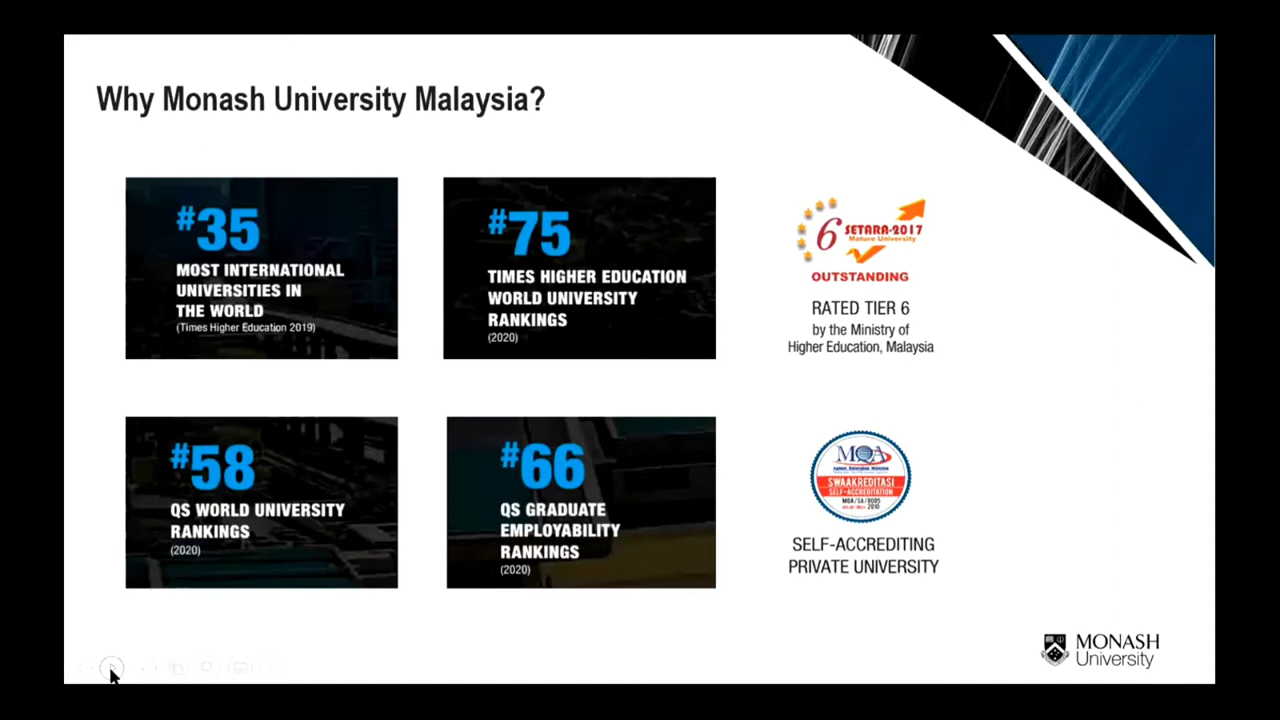 Why Monash University Malaysia?
#35
MOST INTERNATIONAL
UNIVERSITIES IN
THE WORLD
(Times Higher Education 2019)
#75
TIMES HIGHER EDUCATION
WORLD UNIVERSITY
RANKINGS
(2020)
6 SETARA-2017
Mature University
OUTSTANDING
RATED TIER 6
by the Ministry of
Higher Education, Malaysia
#58
QS WORLD UNIVERSITY
RANKINGS
(2020)
#66
QS GRADUATE
EMPLOYABILITY
RANKINGS
(2020)
MQA
SWAAKREDITASI
SELF-ACCREDITATION
SELF-ACCREDITING
PRIVATE UNIVERSITY
MONASH
University